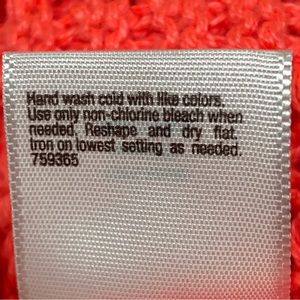 Hand wash cold with like colors.
Use only non-chlorine bleach when
needed, Reshape and dry flat.
Iron on lowest setting as needed.
759365